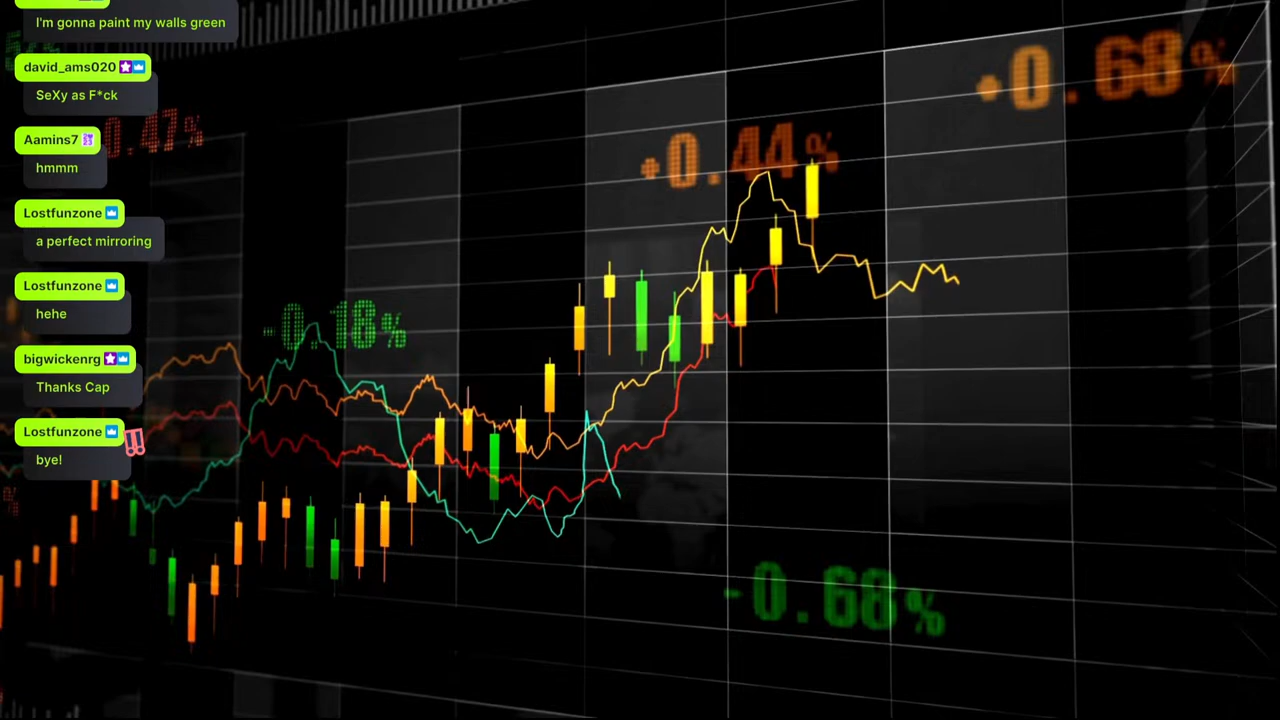 I'm gonna paint my walls green
david_ams020
SeXy as F*ck
Aamins7
hmmm
Lostfunzone
a perfect mirroring
Lostfunzone
hehe
bigwickenrg
Thanks Cap
Lostfunzone
bye!
0.47%
-0.18%
+0.44%
+0.68%
-0.68%
%